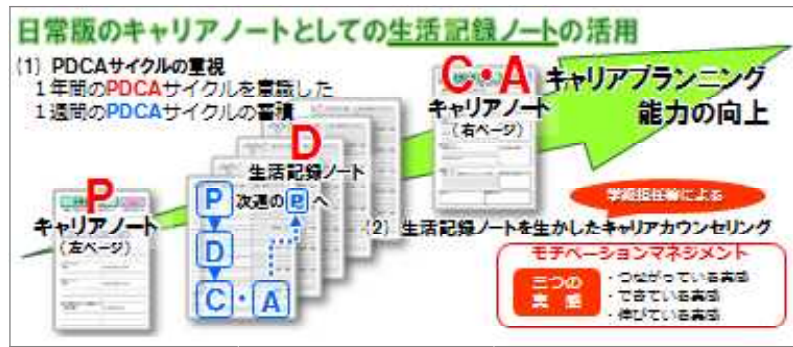 日常版のキャリアノートとしての生活記録ノートの活用
(1) PDCAサイクルの重視
1年間のPDCAサイクルを意識した
1週間のPDCAサイクルの蓄積
P
キャリアノート
(左ページ)
D
生活記録ノート
P 次週のPへ
D
C・A
C・A
キャリアノート
(右ページ)
キャリアプランニング
能力の向上
学級担任等による
(2) 生活記録ノートを生かしたキャリアカウンセリング
モチベーションマネジメント
三つの
実感
・つながっている実感
・できている実感
・伸びている実感